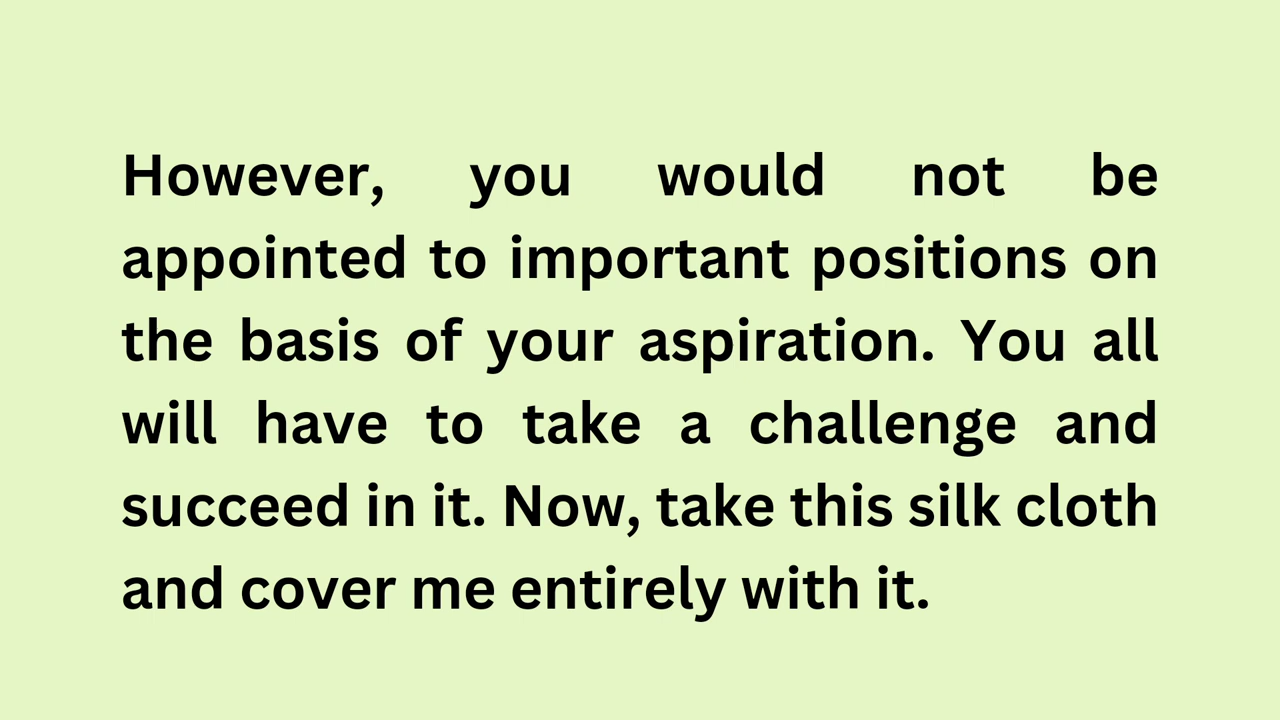 However, you would not be
appointed to important positions on
the basis of your aspiration. You all
will have to take a challenge and
succeed in it. Now, take this silk cloth
and cover me entirely with it.